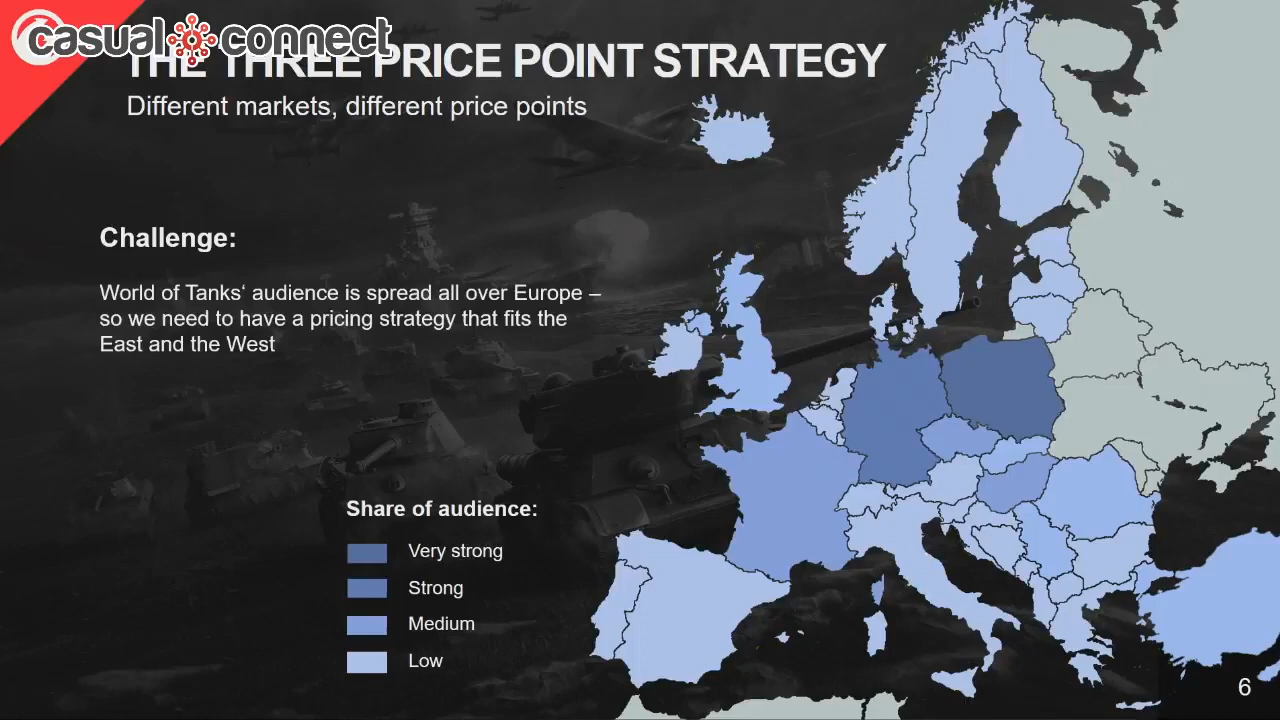 casual connect
THE THREE PRICE POINT STRATEGY
Different markets, different price points
Challenge:
World of Tanks‘ audience is spread all over Europe –
so we need to have a pricing strategy that fits the
East and the West
Share of audience:
Very strong
Strong
Medium
Low
6